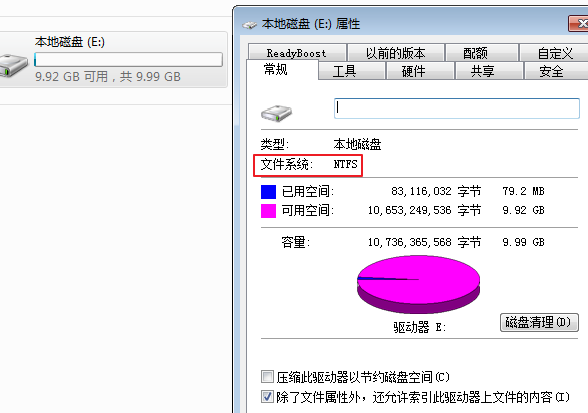 本地磁盘 (E:)
9.92 GB 可用，共 9.99 GB
本地磁盘 (E:) 属性
ReadyBoost 以前的版本 配额 自定义
常规 工具 硬件 共享 安全
类型: 本地磁盘
文件系统: NTFS
已用空间: 83,116,032 字节 79.2 MB
可用空间: 10,653,249,536 字节 9.92 GB
容量: 10,736,365,568 字节 9.99 GB
驱动器 E:
磁盘清理(D)
压缩此驱动器以节约磁盘空间(C)
除了文件属性外，还允许索引此驱动器上文件的内容(I)